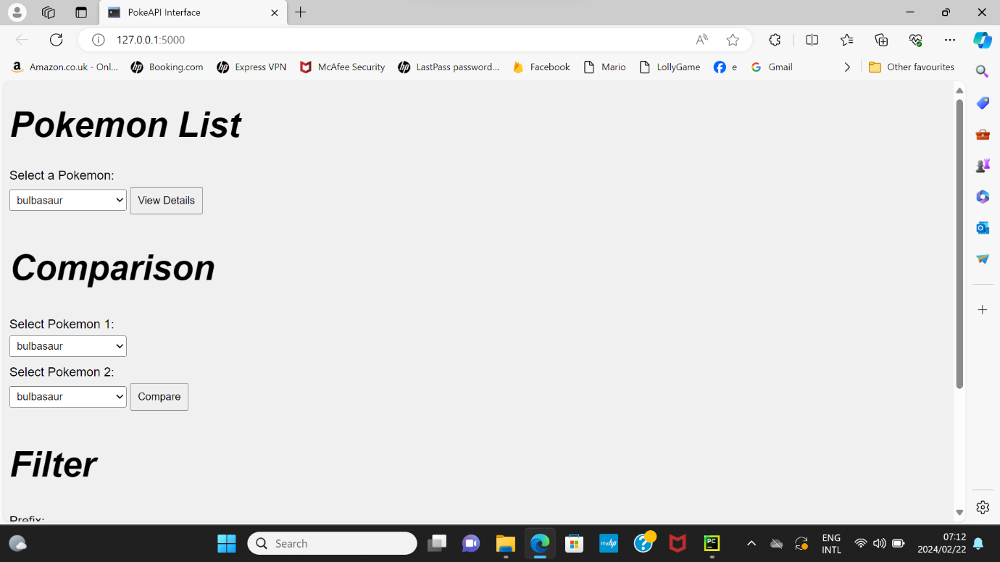 PokeAPI Interface
127.0.0.1:5000
Amazon.co.uk - Onl...
Booking.com
Express VPN
McAfee Security
LastPass password...
Facebook
Mario
LollyGame
e
Gmail
Other favourites
Pokemon List
Select a Pokemon:
bulbasaur
View Details
Comparison
Select Pokemon 1:
bulbasaur
Select Pokemon 2:
bulbasaur
Compare
Filter
Prefix:
Search
myhp
PC
ENG
INTL
07:12
2024/02/22